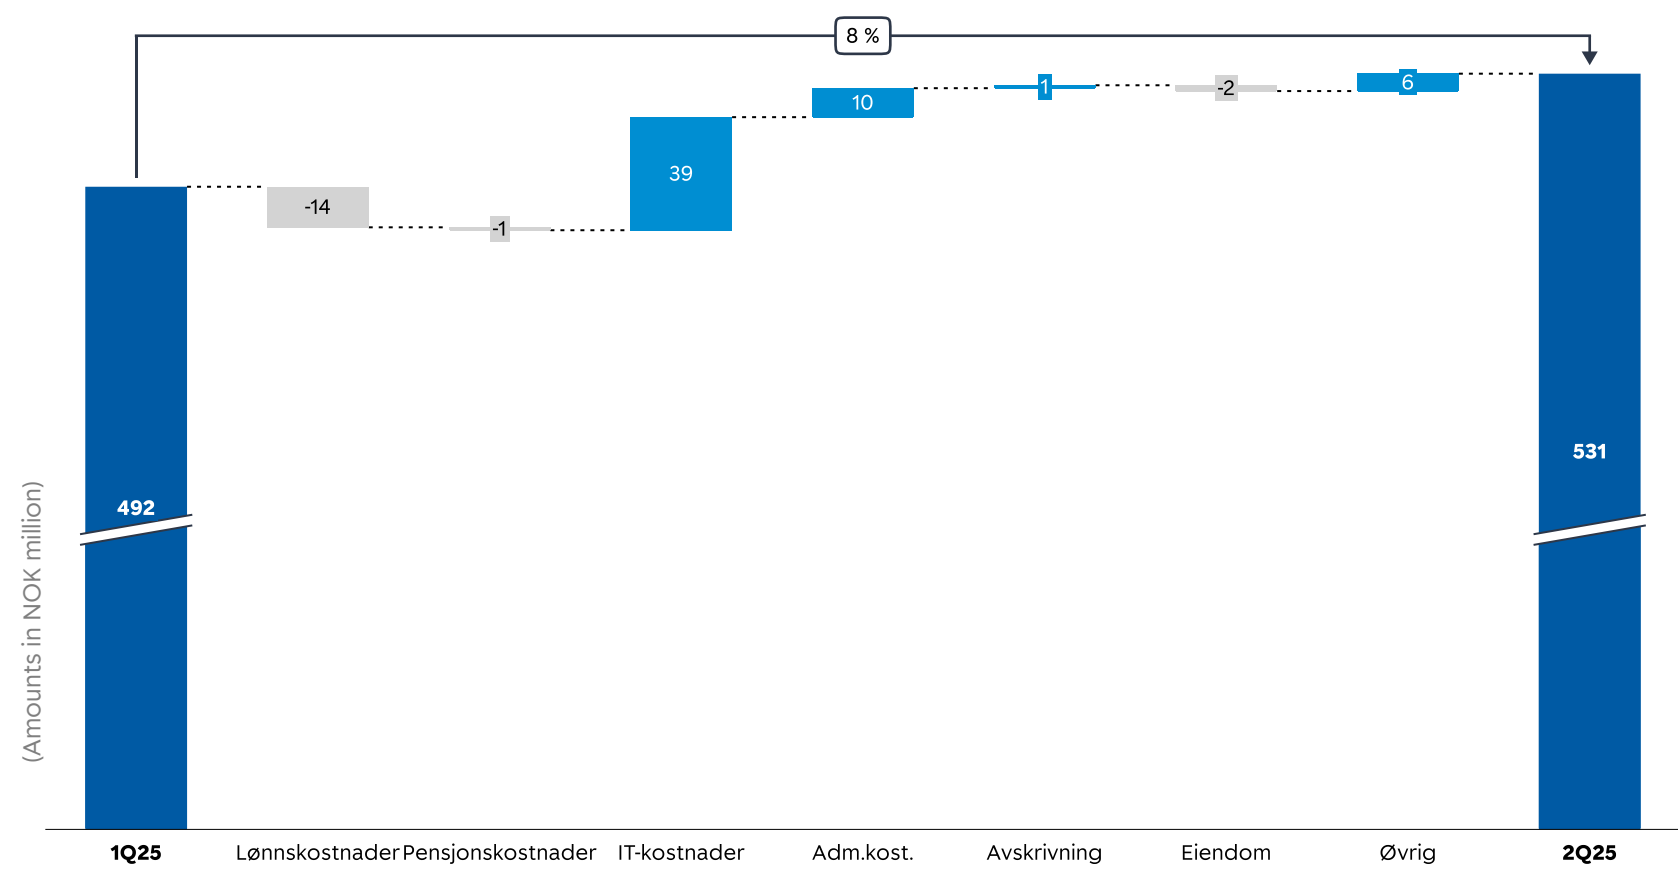 8 %
6
1
-2
10
39
-14
-1
531
492
(Amounts in NOK million)
1Q25
Lønnskostnader
Pensjonskostnader
IT-kostnader
Adm.kost.
Avskrivning
Eiendom
Øvrig
2Q25